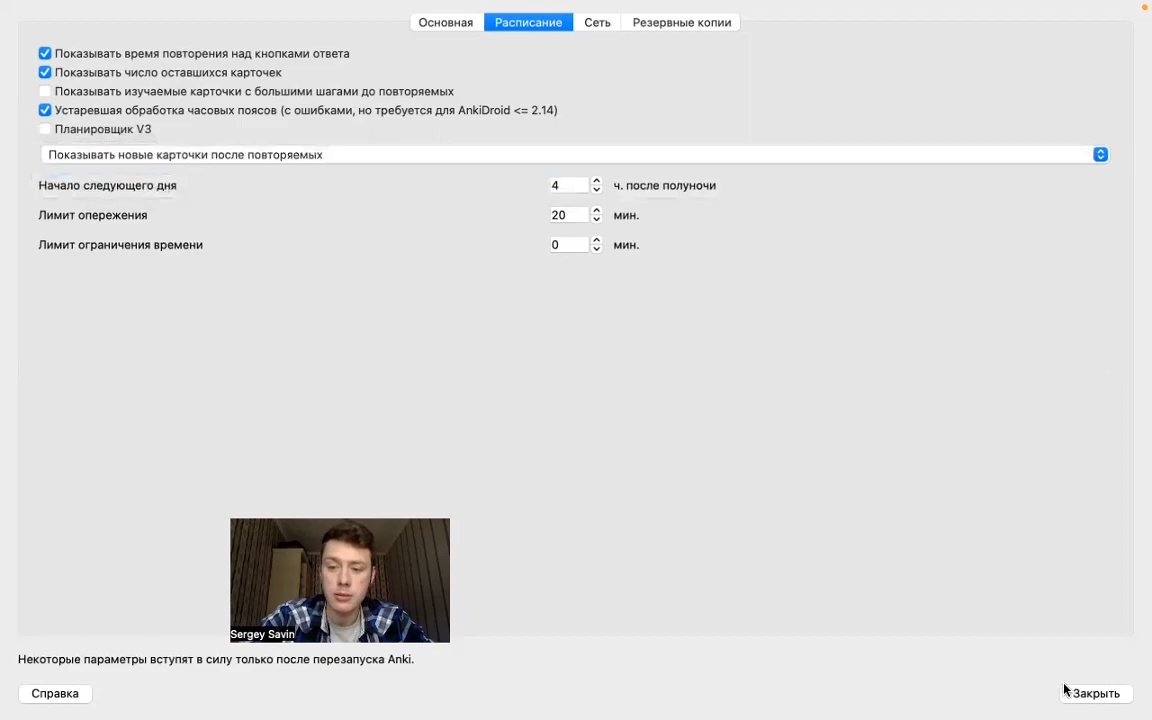 Основная Расписание Сеть Резервные копии
Показывать время повторения над кнопками ответа
Показывать число оставшихся карточек
Показывать изучаемые карточки с большими шагами до повторяемых
Устаревшая обработка часовых поясов (с ошибками, но требуется для AnkiDroid <= 2.14)
Планировщик V3
Показывать новые карточки после повторяемых
Начало следующего дня 4 ч. после полуночи
Лимит опережения 20 мин.
Лимит ограничения времени 0 мин.
Sergey Savin
Некоторые параметры вступят в силу только после перезапуска Anki.
Справка Закрыть